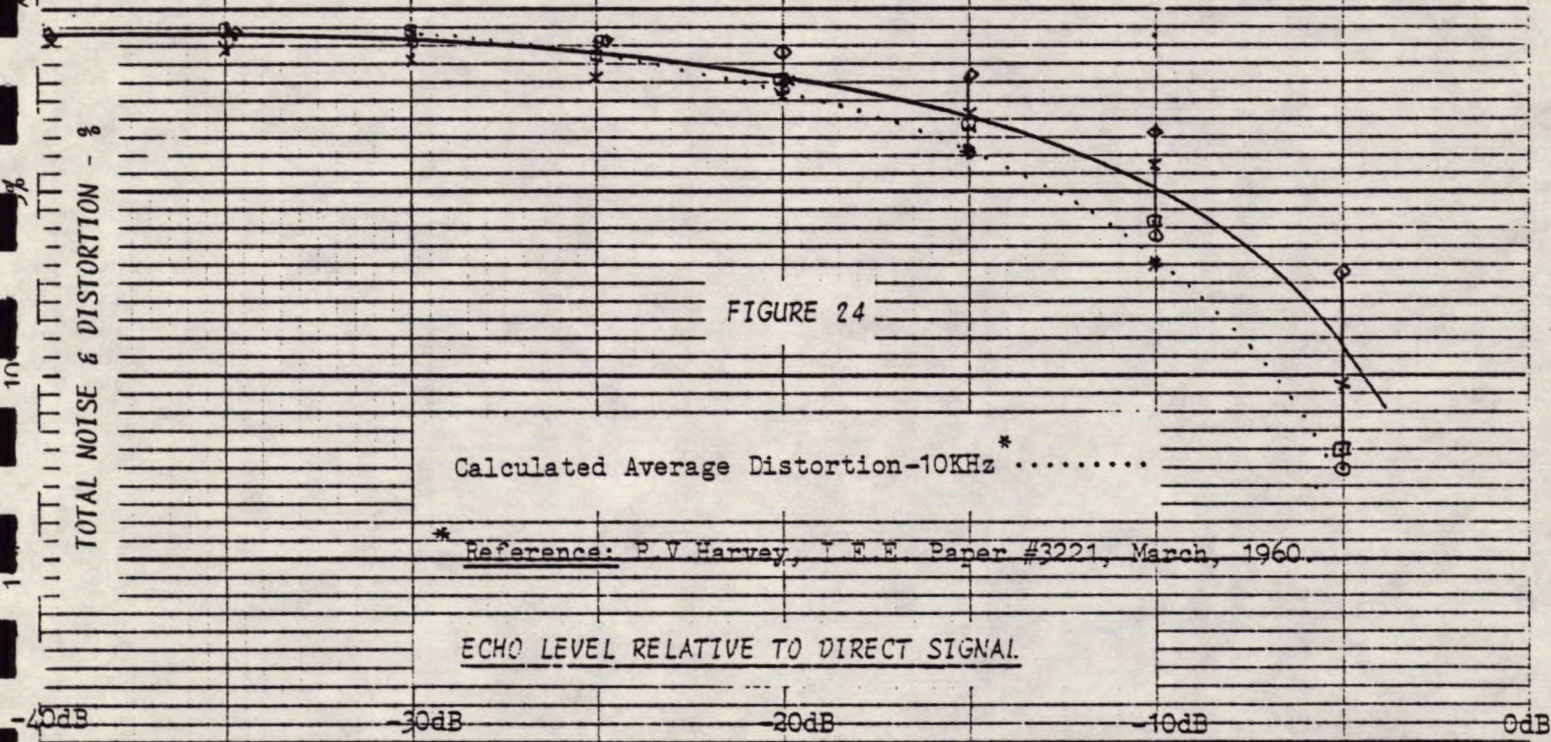 TOTAL NOISE & DISTORTION - %
FIGURE 24
Calculated Average Distortion-10KHz*.........
* Reference: P.V.Harvey, I.E.E. Paper #3221, March, 1960.
ECHO LEVEL RELATIVE TO DIRECT SIGNAL
-40dB -30dB -20dB -10dB 0dB